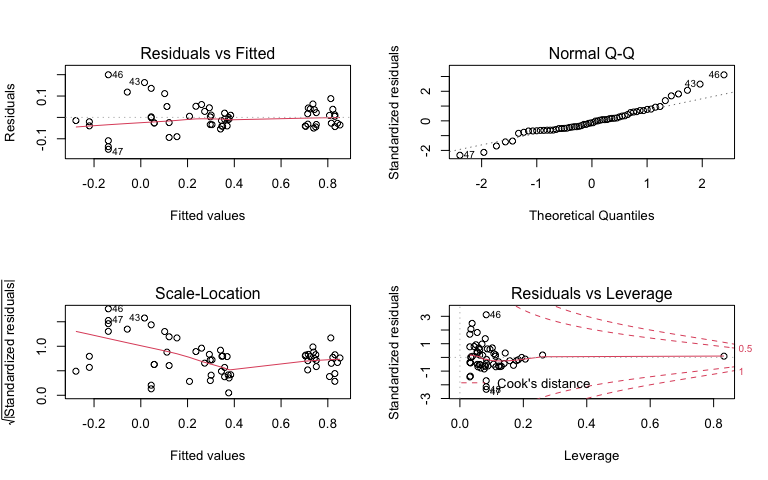 Residuals vs Fitted
Residuals
-0.1
0.1
46
43
47
-0.2 0.0 0.2 0.4 0.6 0.8
Fitted values
Normal Q-Q
Standardized residuals
-2 0 2
46
43
47
-2 -1 0 1 2
Theoretical Quantiles
Scale-Location
√|Standardized residuals|
0.0 1.0
46
47
43
-0.2 0.0 0.2 0.4 0.6 0.8
Fitted values
Residuals vs Leverage
Standardized residuals
-3 -1 1 3
46
47
Cook's distance
0.5
1
0.0 0.2 0.4 0.6 0.8
Leverage